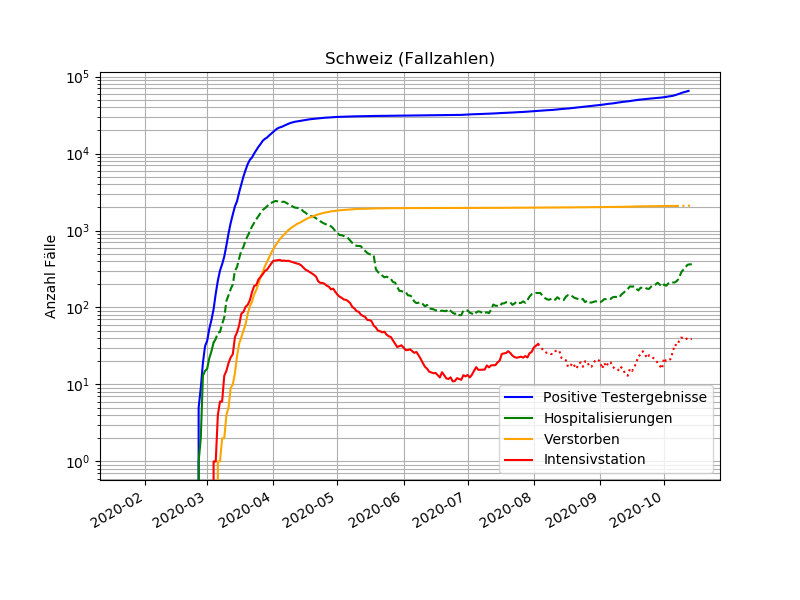 Schweiz (Fallzahlen)
Anzahl Fälle
10^5
10^4
10^3
10^2
10^1
10^0
2020-02
2020-03
2020-04
2020-05
2020-06
2020-07
2020-08
2020-09
2020-10
Positive Testergebnisse
Hospitalisierungen
Verstorben
Intensivstation